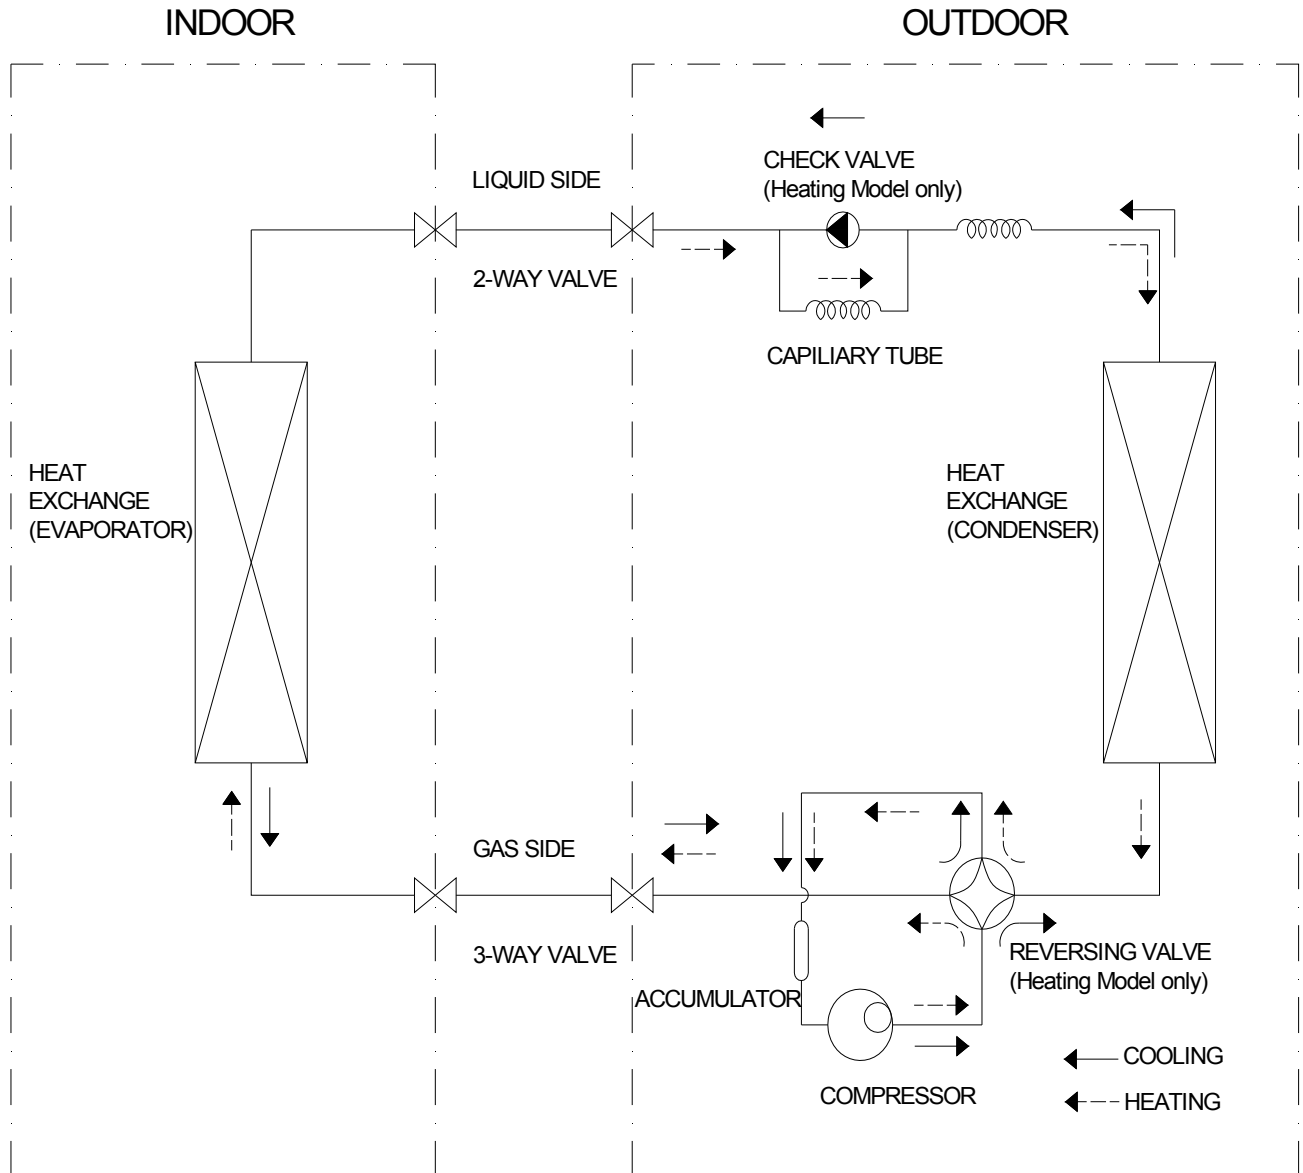 INDOOR
OUTDOOR
CHECK VALVE
(Heating Model only)
LIQUID SIDE
2-WAY VALVE
CAPILIARY TUBE
HEAT
EXCHANGE
(EVAPORATOR)
HEAT
EXCHANGE
(CONDENSER)
GAS SIDE
3-WAY VALVE
REVERSING VALVE
(Heating Model only)
ACCUMULATOR
COMPRESSOR
COOLING
HEATING